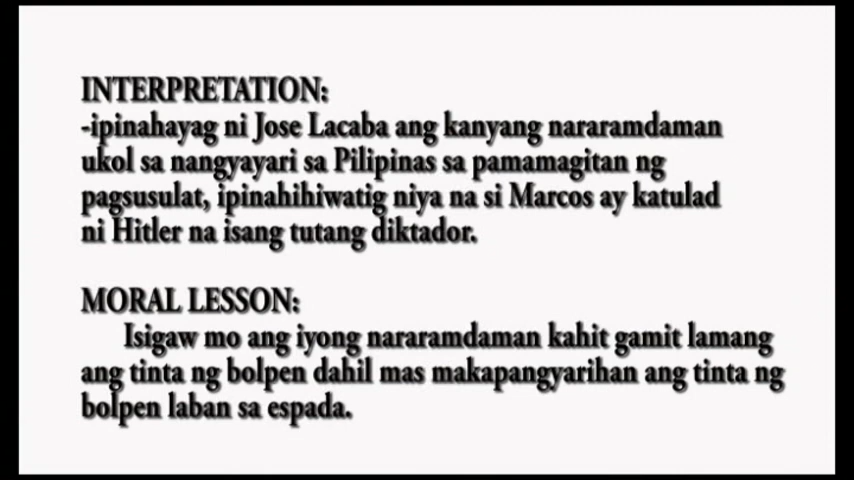 INTERPRETATION:
-ipinahayag ni Jose Lacaba ang kanyang nararamdaman
ukol sa nangyayari sa Pilipinas sa pamamagitan ng
pagsusulat, ipinahihiwatig niya na si Marcos ay katulad
ni Hitler na isang tutang diktador.
MORAL LESSON:
Isigaw mo ang iyong nararamdaman kahit gamit lamang
ang tinta ng bolpen dahil mas makapangyarihan ang tinta ng
bolpen laban sa espada.